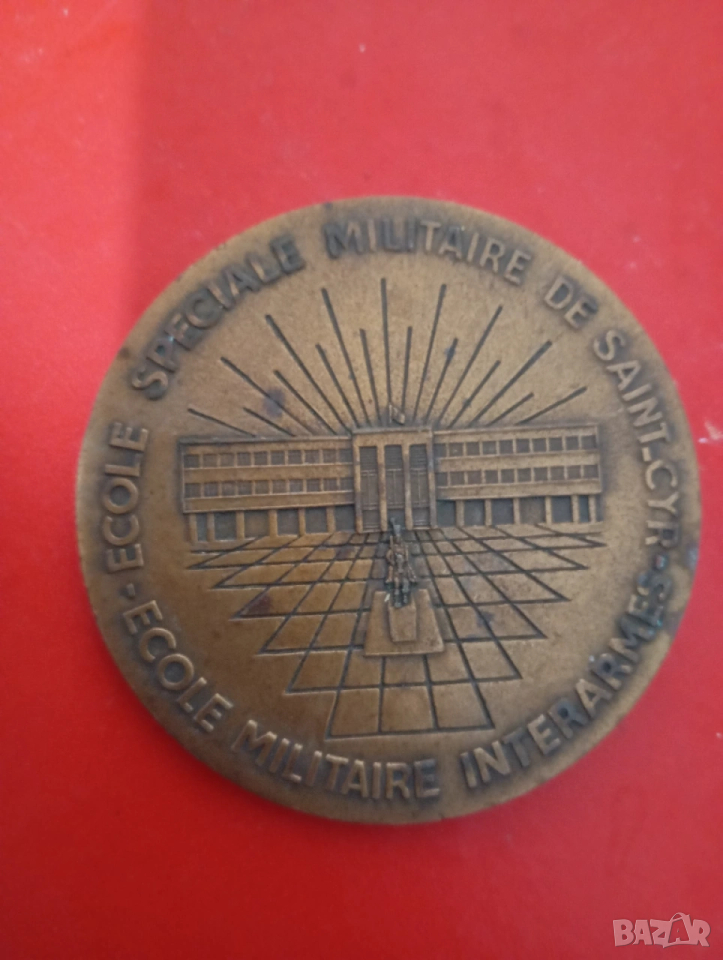 ECOLE SPECIALE MILITAIRE DE SAINT-CYR
- ECOLE MILITAIRE INTERARMES -
BAZAR